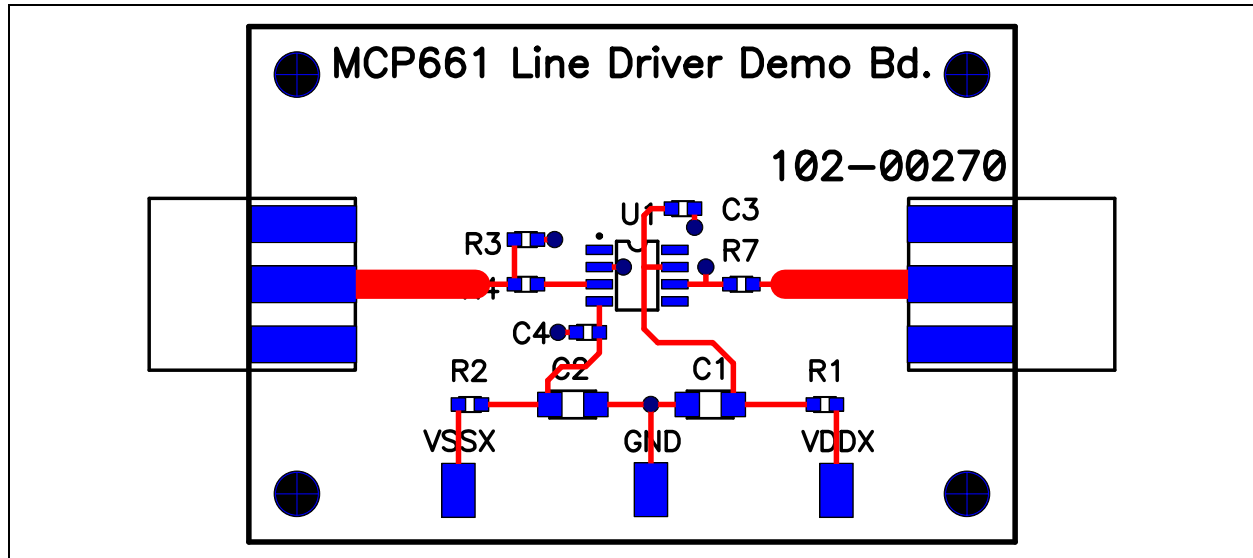 MCP661 Line Driver Demo Bd.
102-00270
U1
C3
R3
R7
C4
R2
C2
C1
R1
VSSX
GND
VDDX